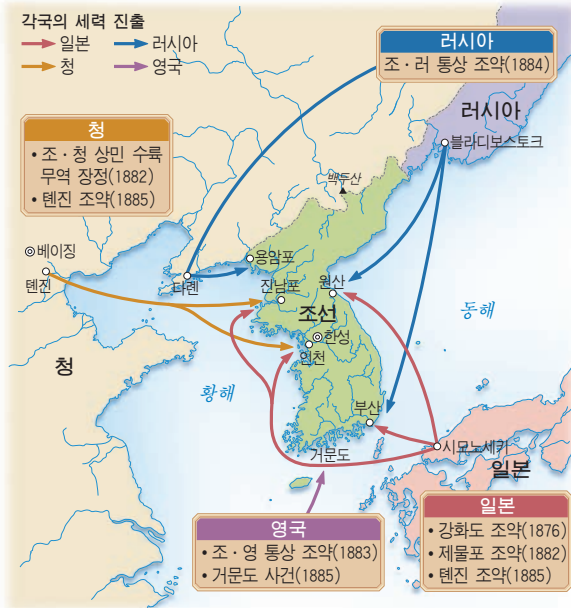 각국의 세력 진출
일본
러시아
청
영국
러시아
조·러 통상 조약(1884)
러시아
블라디보스토크
청
• 조·청 상민 수륙
무역 장정(1882)
• 톈진 조약(1885)
백두산
베이징
톈진
다롄
용암포
진남포
원산
조선
한성
인천
동해
청
황해
부산
거문도
시모노세키
일본
영국
• 조·영 통상 조약(1883)
• 거문도 사건(1885)
일본
• 강화도 조약(1876)
• 제물포 조약(1882)
• 톈진 조약(1885)